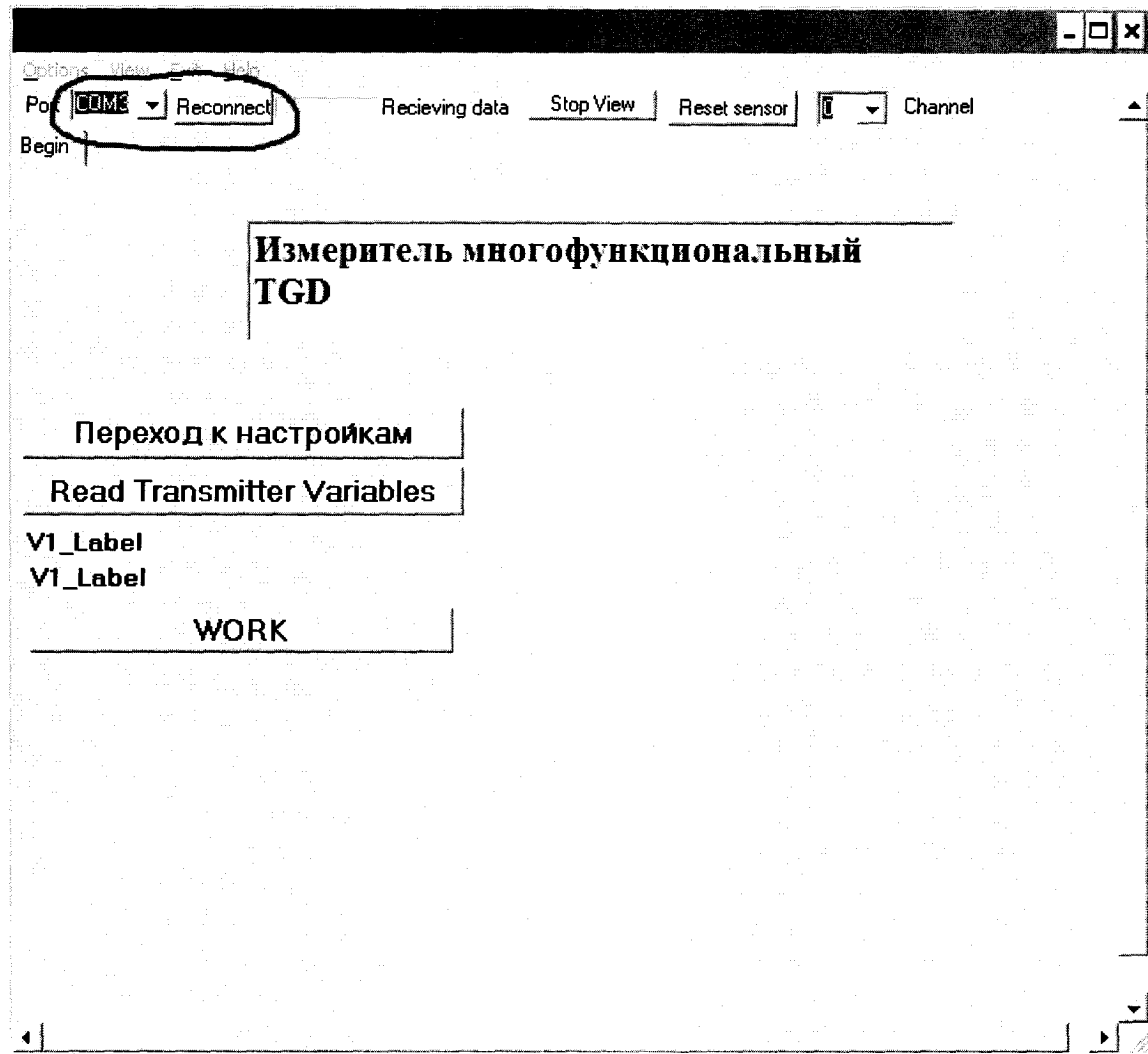 Options View Exit Help
Port COM3 Reconnect Recieving data Stop View Reset sensor 0 Channel
Begin
Измеритель многофункциональный
TGD
Переход к настройкам
Read Transmitter Variables
V1_Label
V1_Label
WORK